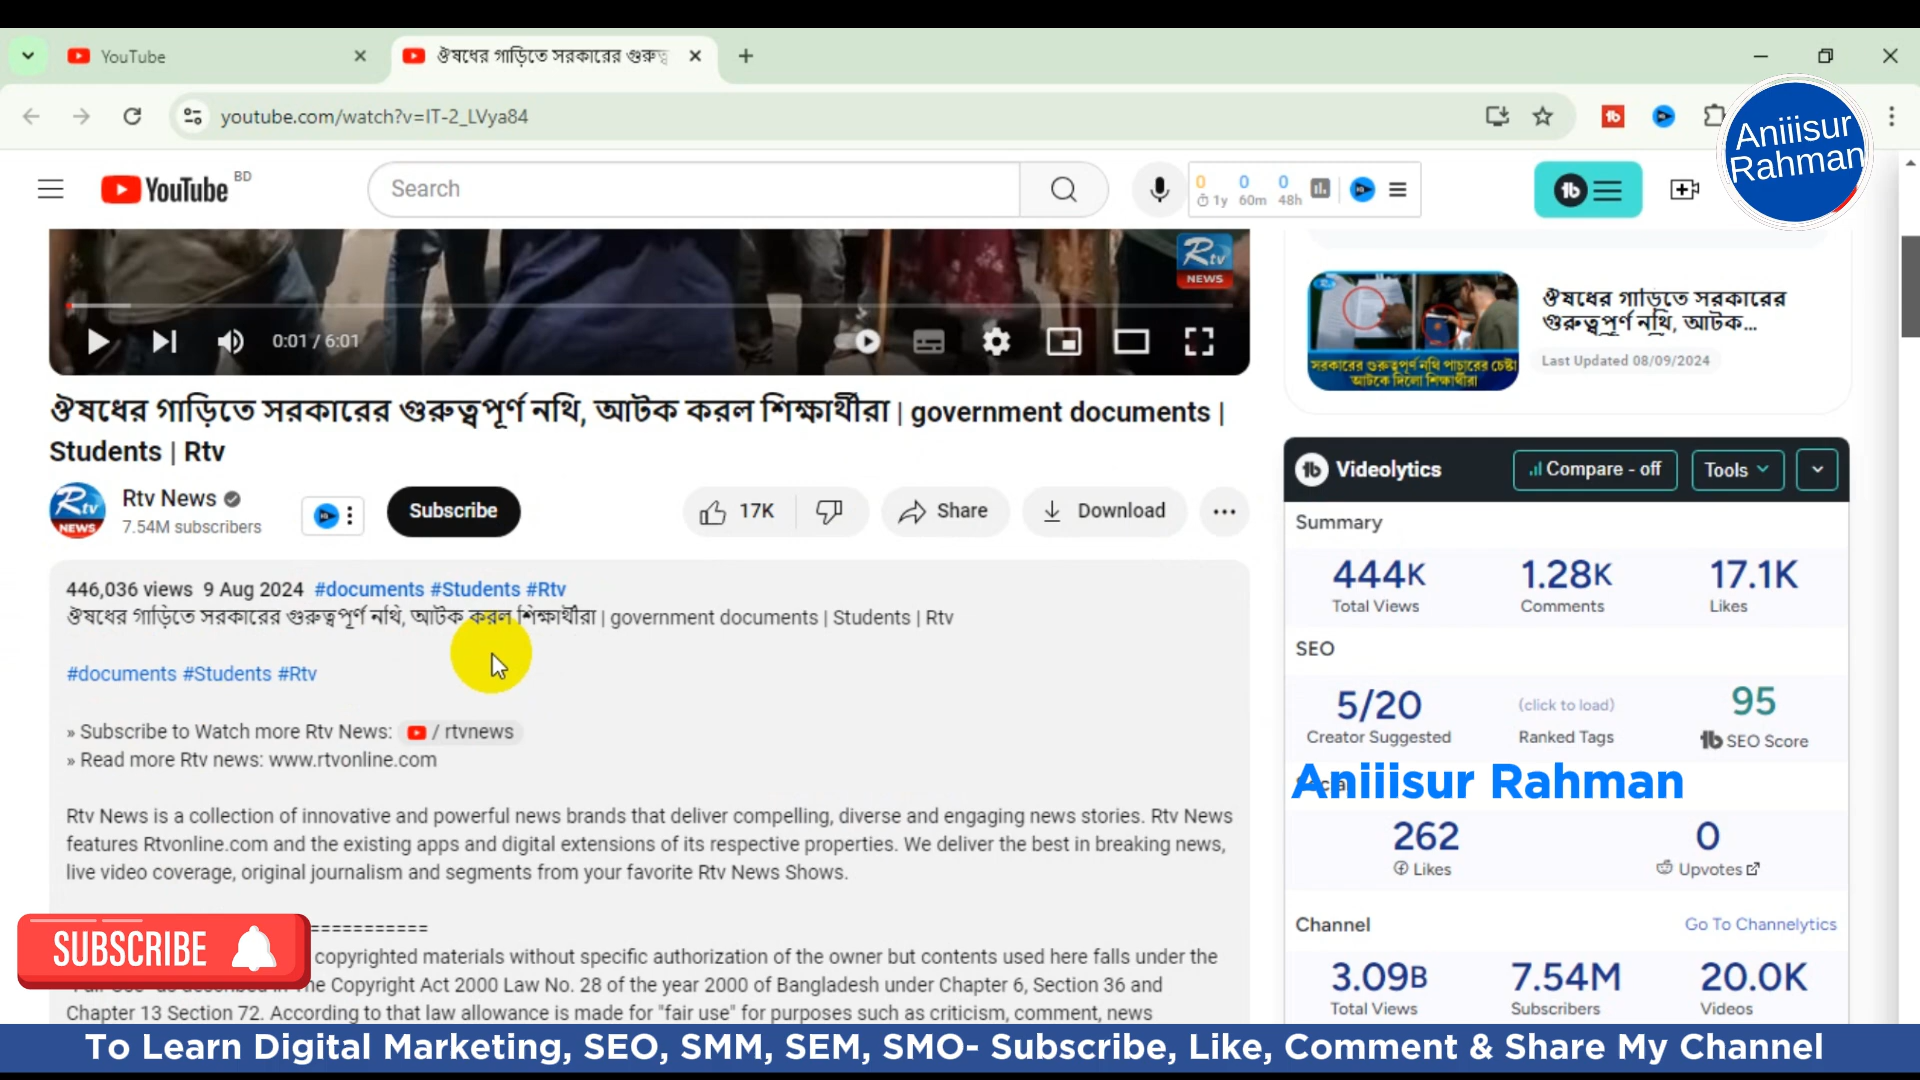 YouTube
ঔষধের গাড়িতে সরকারের গুরুত্ব
youtube.com/watch?v=IT-2_LVya84
Aniiisur
Rahman
YouTube BD
Search
0 0 0
1y 60m 48h
Rtv
NEWS
0:01 / 6:01
ঔষধের গাড়িতে সরকারের গুরুত্বপূর্ণ নথি, আটক করল শিক্ষার্থীরা | government documents |
Students | Rtv
Rtv
NEWS
Rtv News
7.54M subscribers
Subscribe
17K
Share
Download
446,036 views 9 Aug 2024 #documents #Students #Rtv
ঔষধের গাড়িতে সরকারের গুরুত্বপূর্ণ নথি, আটক করল শিক্ষার্থীরা | government documents | Students | Rtv
#documents #Students #Rtv
» Subscribe to Watch more Rtv News: / rtvnews
» Read more Rtv news: www.rtvonline.com
Rtv News is a collection of innovative and powerful news brands that deliver compelling, diverse and engaging news stories. Rtv News
features Rtvonline.com and the existing apps and digital extensions of its respective properties. We deliver the best in breaking news,
live video coverage, original journalism and segments from your favorite Rtv News Shows.
============
copyrighted materials without specific authorization of the owner but contents used here falls under the
the Copyright Act 2000 Law No. 28 of the year 2000 of Bangladesh under Chapter 6, Section 36 and
Chapter 13 Section 72. According to that law allowance is made for "fair use" for purposes such as criticism, comment, news
SUBSCRIBE
সরকারের গুরুত্বপূর্ণ নথি পাচারের চেষ্টা
আটকে দিলো শিক্ষার্থীরা
ঔষধের গাড়িতে সরকারের
গুরুত্বপূর্ণ নথি, আটক...
Last Updated 08/09/2024
Videolytics
Compare - off
Tools
Summary
444K 1.28K 17.1K
Total Views Comments Likes
SEO
5/20 (click to load) 95
Creator Suggested Ranked Tags SEO Score
Aniiisur Rahman
262 0
Likes Upvotes
Channel Go To Channelytics
3.09B 7.54M 20.0K
Total Views Subscribers Videos
To Learn Digital Marketing, SEO, SMM, SEM, SMO- Subscribe, Like, Comment & Share My Channel